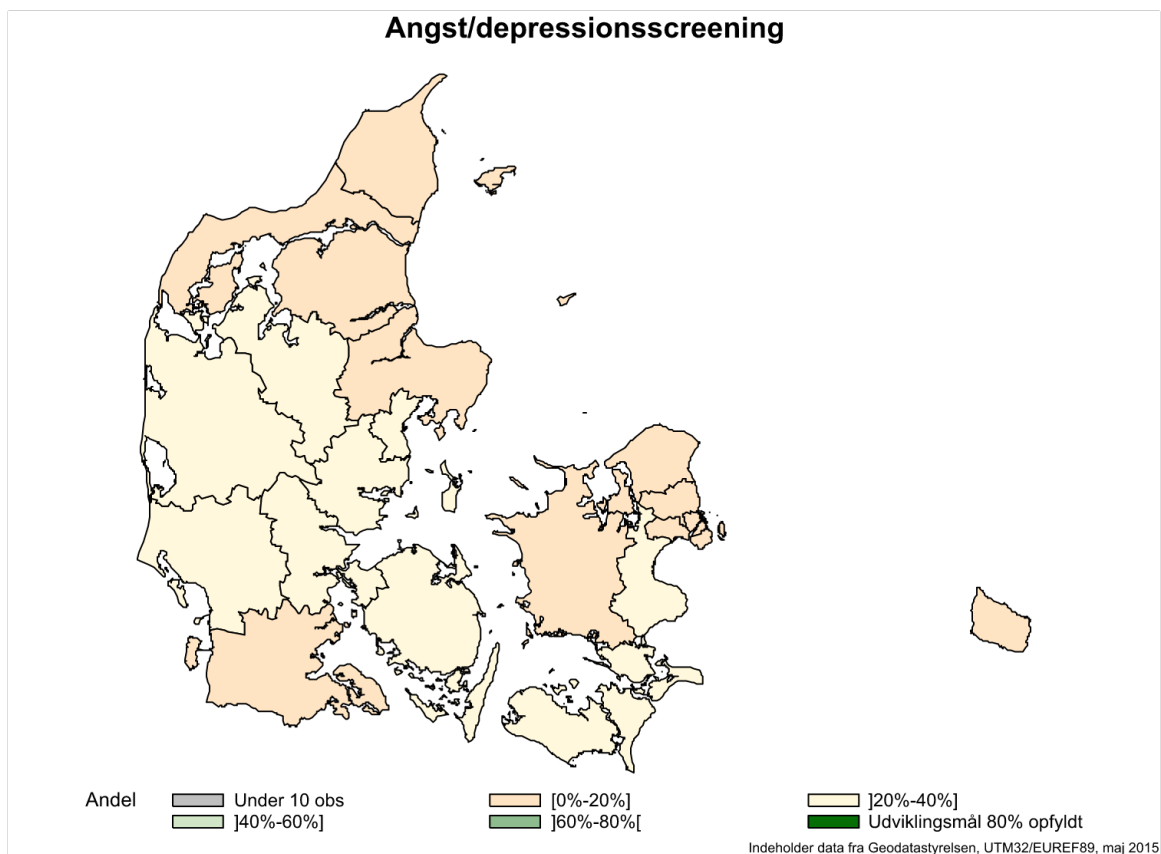 Angst/depressionsscreening
Andel
Under 10 obs
[0%-20%]
]20%-40%]
]40%-60%]
]60%-80%[
Udviklingsmål 80% opfyldt
Indeholder data fra Geodatastyrelsen, UTM32/EUREF89, maj 2015